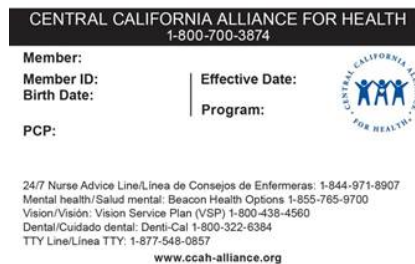 CENTRAL CALIFORNIA ALLIANCE FOR HEALTH
1-800-700-3874
Member:
Member ID:
Birth Date:
Effective Date:
Program:
PCP:
CENTRAL CALIFORNIA
FOR HEALTH
24/7 Nurse Advice Line/Línea de Consejos de Enfermeras: 1-844-971-8907
Mental health/Salud mental: Beacon Health Options 1-855-765-9700
Vision/Visión: Vision Service Plan (VSP) 1-800-438-4560
Dental/Cuidado dental: Denti-Cal 1-800-322-6384
TTY Line/Línea TTY: 1-877-548-0857
www.ccah-alliance.org